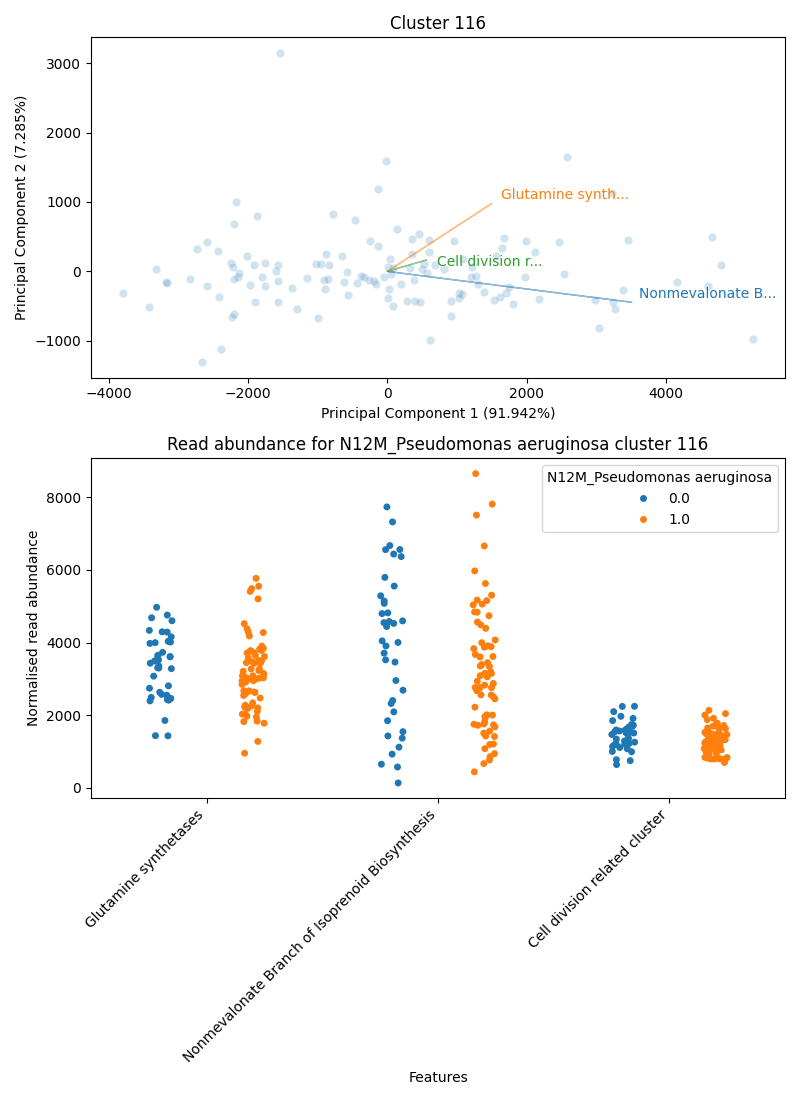 Cluster 116
3000
2000
1000
0
−1000
Principal Component 2 (7.285%)
Glutamine synth...
Cell division r...
Nonmevalonate B...
−4000 −2000 0 2000 4000
Principal Component 1 (91.942%)
Read abundance for N12M_Pseudomonas aeruginosa cluster 116
8000
6000
4000
2000
0
Normalised read abundance
N12M_Pseudomonas aeruginosa
0.0
1.0
Glutamine synthetases
Nonmevalonate Branch of Isoprenoid Biosynthesis
Cell division related cluster
Features